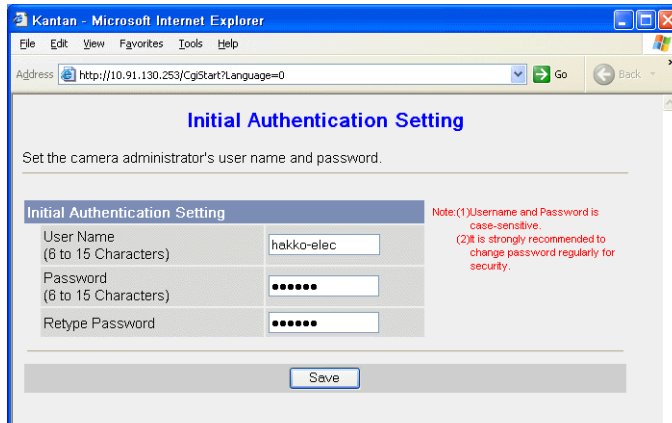 Kantan - Microsoft Internet Explorer
File Edit View Favorites Tools Help
Address http://10.91.130.253/CgiStart?Language=0 Go Back
Initial Authentication Setting
Set the camera administrator's user name and password.
Initial Authentication Setting
Note:(1)Username and Password is
case-sensitive.
(2)It is strongly recommended to
change password regularly for
security.
User Name
(6 to 15 Characters)
hakko-elec
Password
(6 to 15 Characters)
••••••
Retype Password
••••••
Save